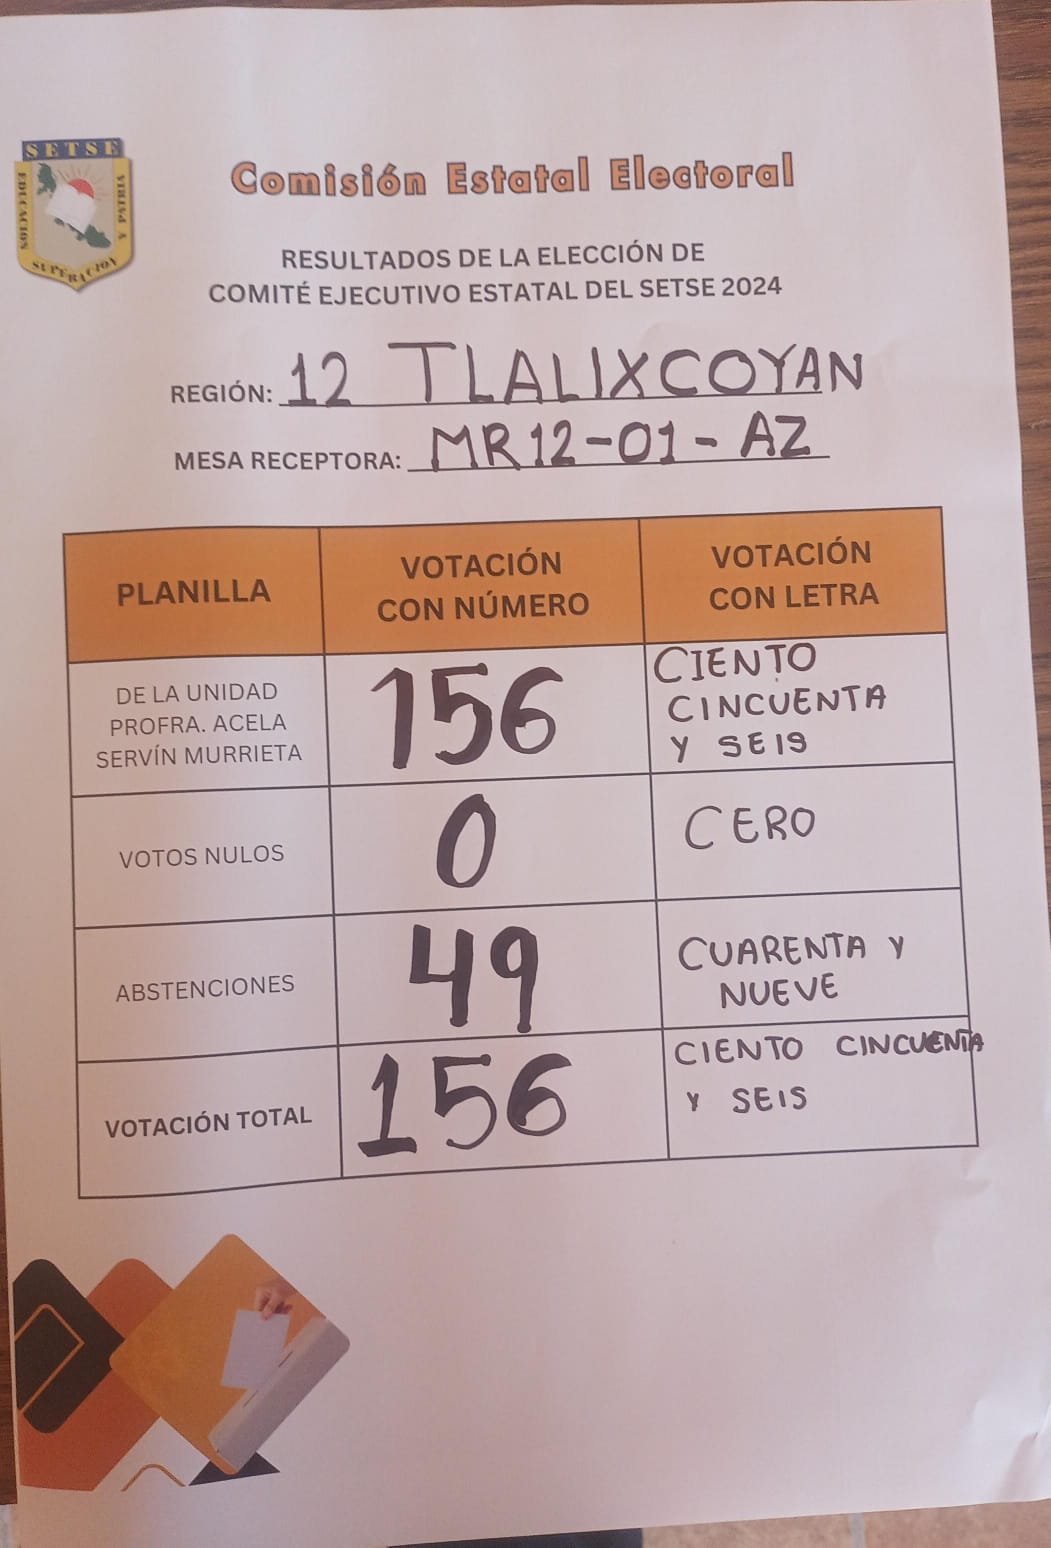 SETSE
EDUCACION
Y PATRIA
SUPERACION
Comisión Estatal Electoral
RESULTADOS DE LA ELECCIÓN DE
COMITÉ EJECUTIVO ESTATAL DEL SETSE 2024
REGIÓN: 12 TLALIXCOYAN
MESA RECEPTORA: MR12-01-AZ
PLANILLA
VOTACIÓN
CON NÚMERO
VOTACIÓN
CON LETRA
DE LA UNIDAD
PROFRA. ACELA
SERVÍN MURRIETA
156
CIENTO
CINCUENTA
Y SEIS
VOTOS NULOS
0
CERO
ABSTENCIONES
49
CUARENTA Y
NUEVE
VOTACIÓN TOTAL
156
CIENTO CINCUENTA
Y SEIS